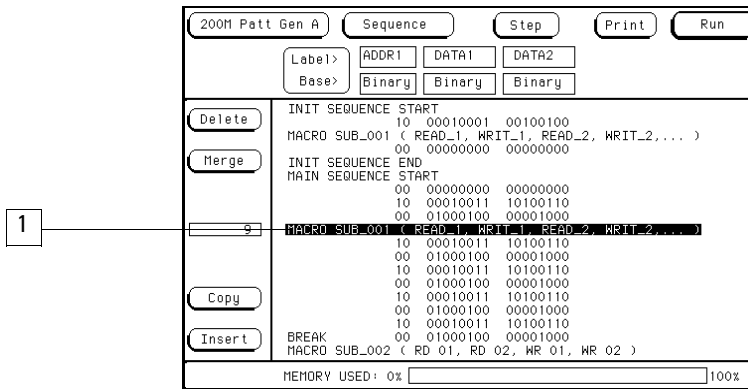 200M Patt Gen A Sequence Step Print Run
Label> ADDR1 DATA1 DATA2
Base> Binary Binary Binary
Delete
Merge
9
Copy
Insert
1
INIT SEQUENCE START
10 00010001 00100100
MACRO SUB_001 ( READ_1, WRIT_1, READ_2, WRIT_2,... )
00 00000000 00000000
INIT SEQUENCE END
MAIN SEQUENCE START
00 00000000 00000000
10 10010011 10100110
00 01000100 00001000
MACRO SUB_001 ( READ_1, WRIT_1, READ_2, WRIT_2,... )
10 00010011 10100110
00 01000100 00001000
10 00010011 10100110
00 01000100 00001000
10 00010011 10100110
00 01000100 00001000
10 00010011 10100110
BREAK 00 01000100 00001000
MACRO SUB_002 ( RD 01, RD 02, WR 01, WR 02 )
MEMORY USED: 0% 100%